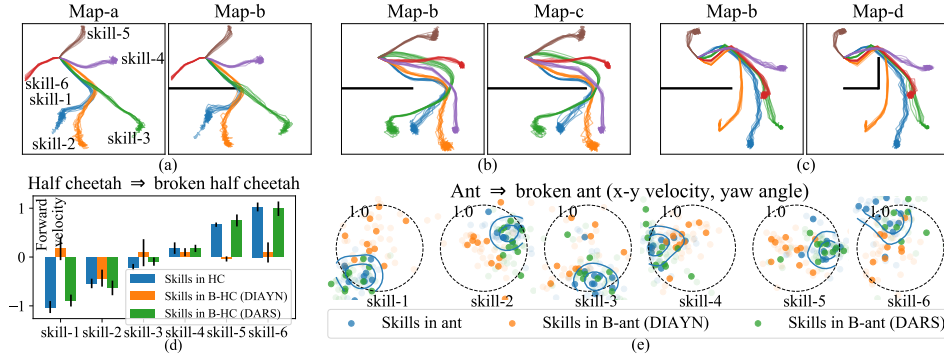 Map-a Map-b Map-b Map-c Map-b Map-d
skill-5
skill-4
skill-6
skill-1
skill-2
skill-3
(a) (b) (c)
Half cheetah ⇒ broken half cheetah
Forward
velocity
1
0
−1
Skills in HC
Skills in B-HC (DIAYN)
Skills in B-HC (DARS)
skill-1 skill-2 skill-3 skill-4 skill-5 skill-6
(d)
Ant ⇒ broken ant (x-y velocity, yaw angle)
1.0 1.0 1.0 1.0 1.0 1.0
skill-1 skill-2 skill-3 skill-4 skill-5 skill-6
Skills in ant Skills in B-ant (DIAYN) Skills in B-ant (DARS)
(e)